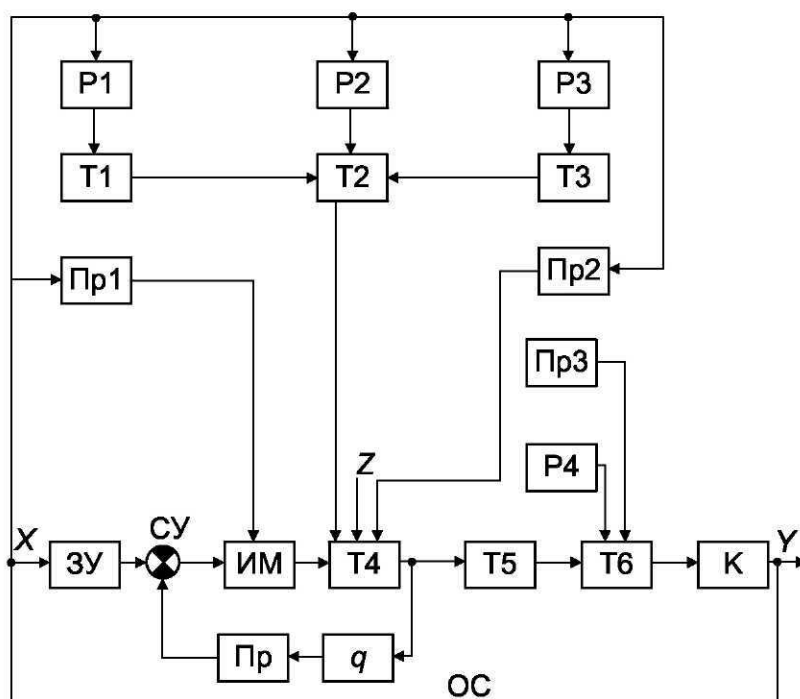 Р1 Р2 Р3
Т1 Т2 Т3
Пр1 Пр2
Пр3
Z Р4
СУ
X ЗУ ИМ Т4 Т5 Т6 К Y
Пр q
ОС